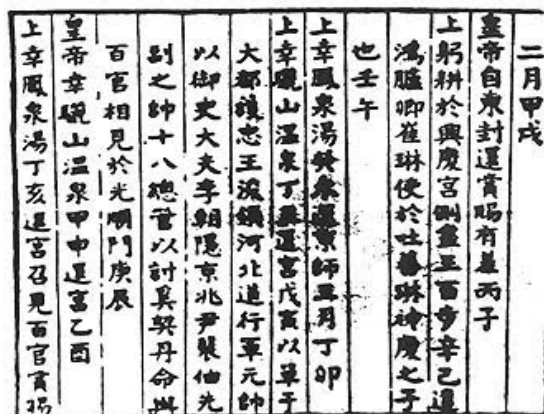 二月甲戌
皇帝自東封還賞賜有差丙子
上躬耕於興慶宮側盡三百步辛己遣
鴻臚卿崔琳使於吐蕃琳神慶之子
也壬午
上幸鳳泉湯還京師月丁卯
上幸驪山溫泉丁還宮戊寅以單于
大都護忠王浚領河北道行軍元帥
以御史大夫李朝隱京兆尹裴伷先
副之帥十八總管以討奚契丹命與
百官相見於光順門庚辰
皇帝幸驪山溫泉甲申還宮乙酉
上幸鳳泉湯丁亥還宮召見百官賞賜